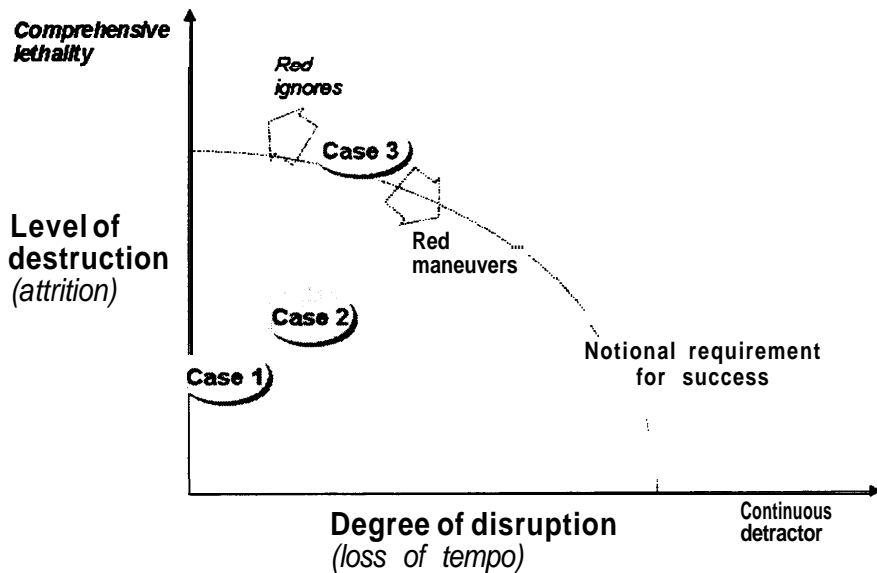 Comprehensive
lethality
Red
ignores
Case 3
Level of
destruction
(attrition)
Red
maneuvers
Case 2
Notional requirement
for success
Case 1
Degree of disruption
(loss of tempo)
Continuous
detractor